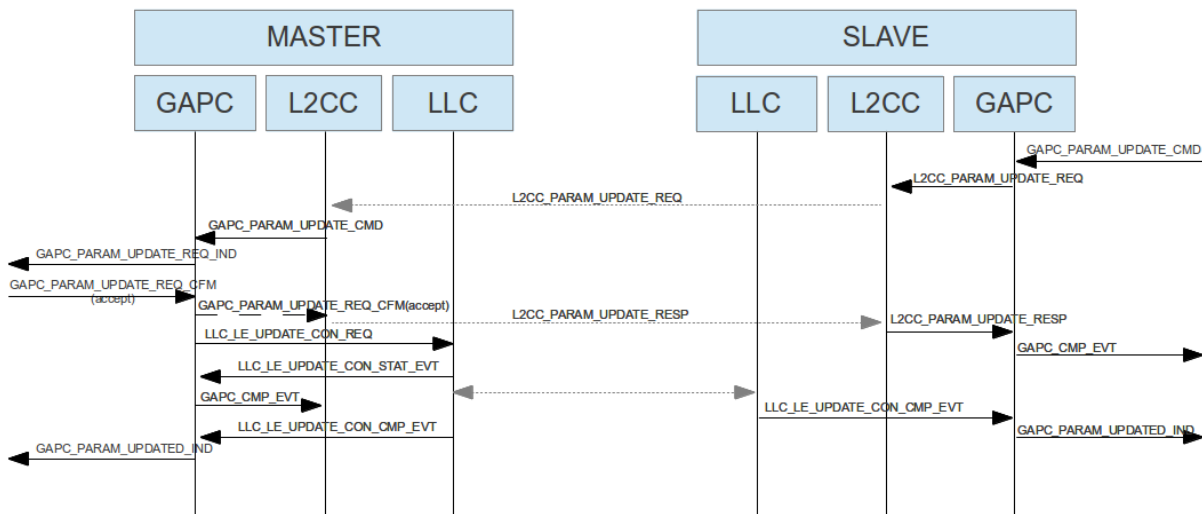 MASTER
SLAVE
GAPC
L2CC
LLC
LLC
L2CC
GAPC
GAPC_PARAM_UPDATE_CMD
L2CC_PARAM_UPDATE_REQ
L2CC_PARAM_UPDATE_REQ
GAPC_PARAM_UPDATE_CMD
GAPC_PARAM_UPDATE_REQ_IND
GAPC_PARAM_UPDATE_REQ_CFM
(accept)
GAPC_PARAM_UPDATE_REQ_CFM(accept)
L2CC_PARAM_UPDATE_RESP
L2CC_PARAM_UPDATE_RESP
LLC_LE_UPDATE_CON_REQ
GAPC_CMP_EVT
LLC_LE_UPDATE_CON_STAT_EVT
GAPC_CMP_EVT
LLC_LE_UPDATE_CON_CMP_EVT
LLC_LE_UPDATE_CON_CMP_EVT
GAPC_PARAM_UPDATED_IND
GAPC_PARAM_UPDATED_IND